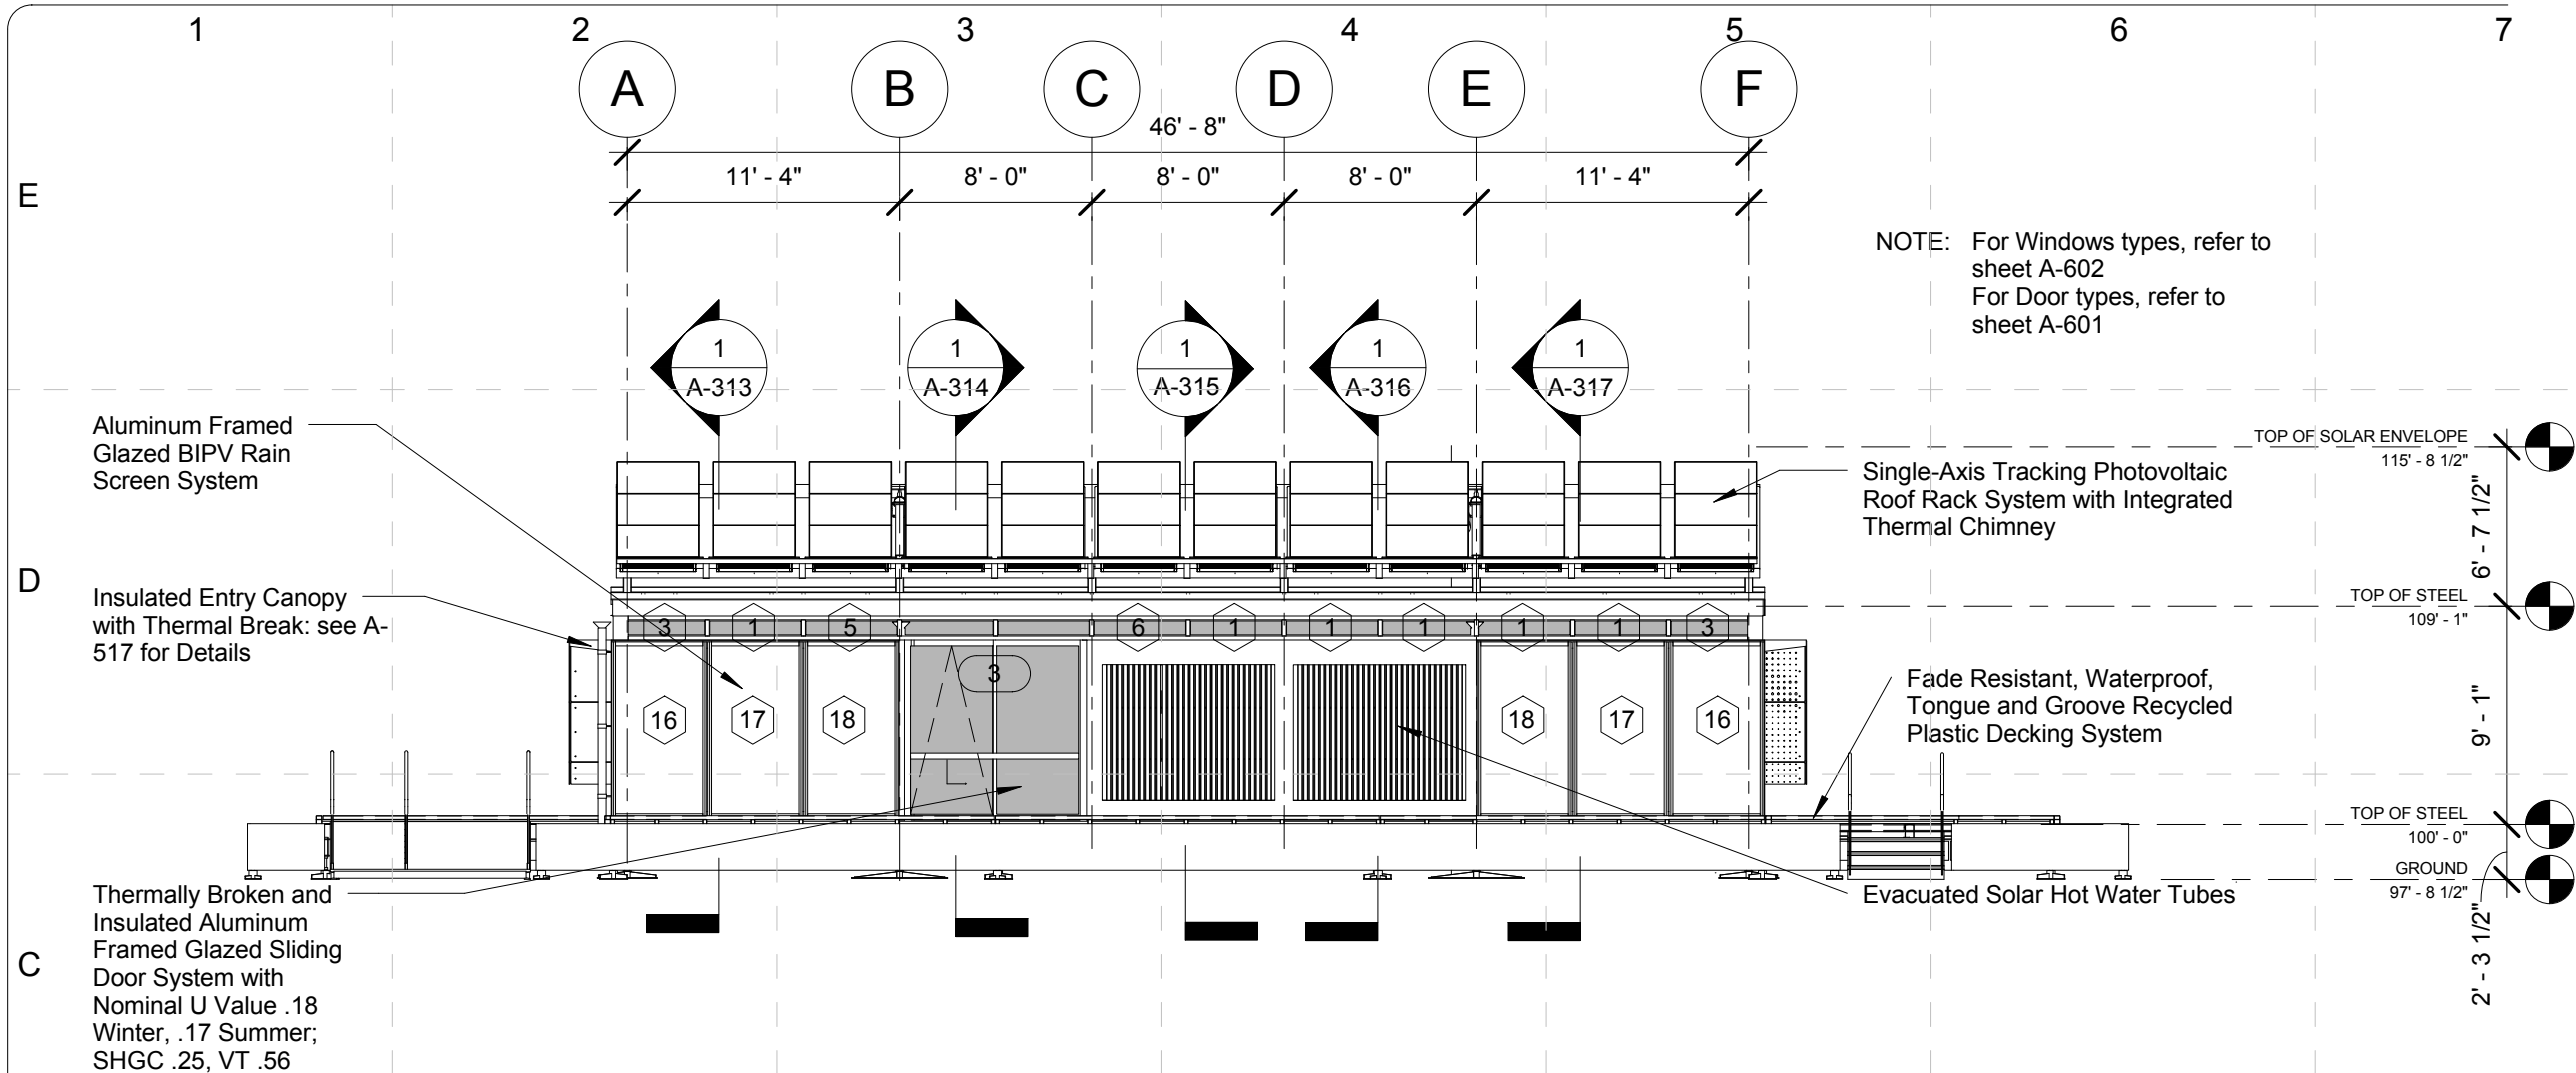 1 2 3 4 5 6 7
A B C D E F
46' - 8"
11' - 4" 8' - 0" 8' - 0" 8' - 0" 11' - 4"
E
NOTE: For Windows types, refer to
sheet A-602
For Door types, refer to
sheet A-601
1 1 1 1 1
A-313 A-314 A-315 A-316 A-317
Aluminum Framed
Glazed BIPV Rain
Screen System
TOP OF SOLAR ENVELOPE
115' - 8 1/2"
Single-Axis Tracking Photovoltaic
Roof Rack System with Integrated
Thermal Chimney
6' - 7 1/2"
D
Insulated Entry Canopy
with Thermal Break: see A-
517 for Details
TOP OF STEEL
109' - 1"
3 1 5 6 1 1 1 1 1 3
3
16 17 18 18 17 16
Fade Resistant, Waterproof,
Tongue and Groove Recycled
Plastic Decking System
9' - 1"
TOP OF STEEL
100' - 0"
GROUND
97' - 8 1/2"
Evacuated Solar Hot Water Tubes
2' - 3 1/2"
C
Thermally Broken and
Insulated Aluminum
Framed Glazed Sliding
Door System with
Nominal U Value .18
Winter, .17 Summer;
SHGC .25, VT .56